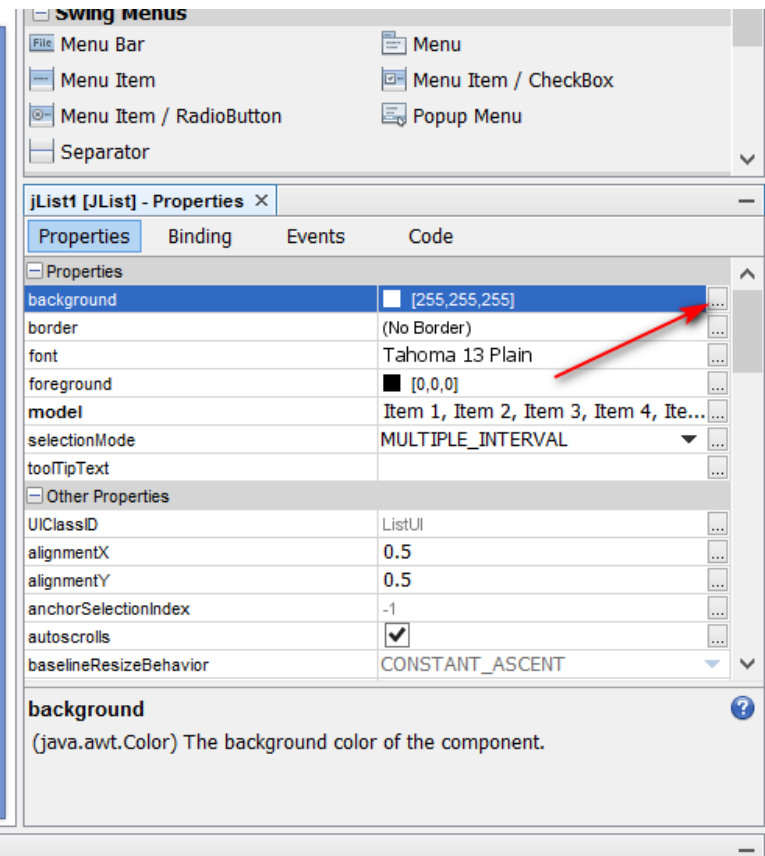 Swing Menus
File Menu Bar Menu
Menu Item Menu Item / CheckBox
Menu Item / RadioButton Popup Menu
Separator
jList1 [JList] - Properties ×
Properties Binding Events Code
Properties
background [255,255,255] ...
border (No Border) ...
font Tahoma 13 Plain ...
foreground [0,0,0] ...
model Item 1, Item 2, Item 3, Item 4, Ite... ...
selectionMode MULTIPLE_INTERVAL ...
toolTipText ...
Other Properties
UIClassID ListUI ...
alignmentX 0.5 ...
alignmentY 0.5 ...
anchorSelectionIndex -1 ...
autoscrolls ...
baselineResizeBehavior CONSTANT_ASCENT
background ?
(java.awt.Color) The background color of the component.